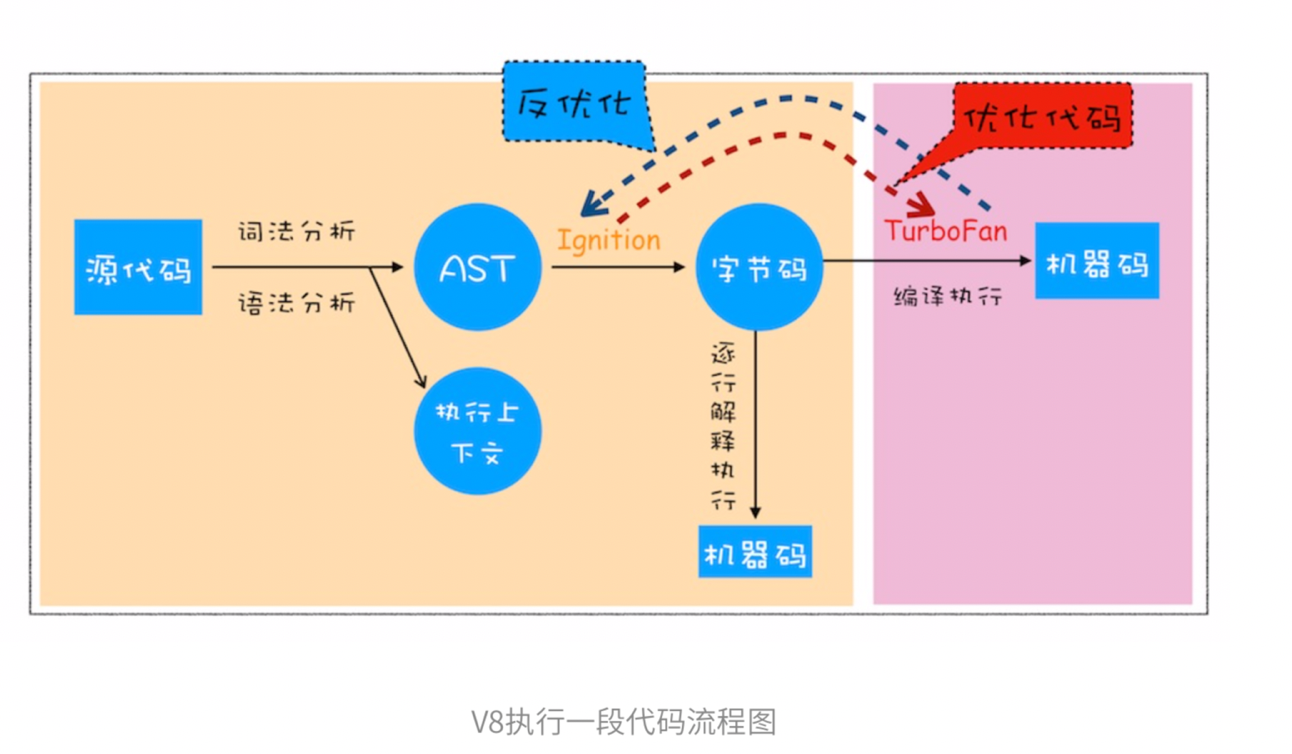 反优化
优化代码
源代码
词法分析
语法分析
AST
Ignition
字节码
TurboFan
编译执行
机器码
执行上
下文
逐
行
解
释
执
行
机器码
V8执行一段代码流程图